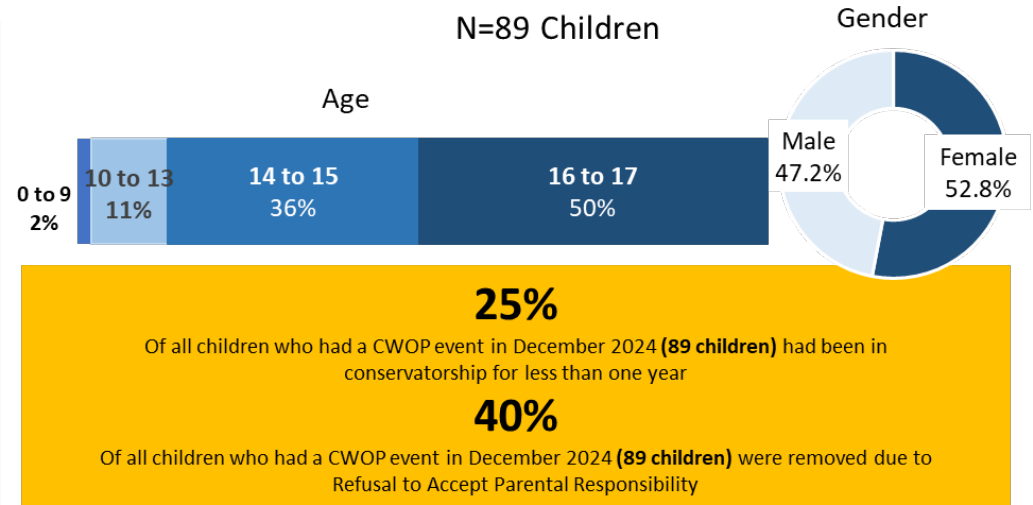 N=89 Children
Gender
Age
0 to 9
2%
10 to 13
11%
14 to 15
36%
16 to 17
50%
Male
47.2%
Female
52.8%
25%
Of all children who had a CWOP event in December 2024 (89 children) had been in
conservatorship for less than one year
40%
Of all children who had a CWOP event in December 2024 (89 children) were removed due to
Refusal to Accept Parental Responsibility